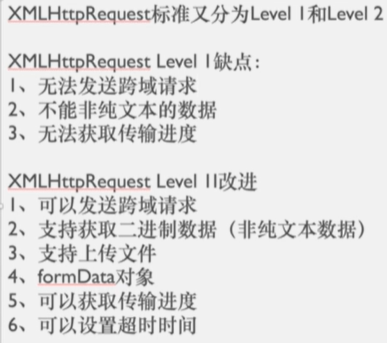 XMLHttpRequest标准又分为Level 1和Level 2
XMLHttpRequest Level 1缺点：
1、无法发送跨域请求
2、不能非纯文本的数据
3、无法获取传输进度
XMLHttpRequest Level II改进
1、可以发送跨域请求
2、支持获取二进制数据（非纯文本数据）
3、支持上传文件
4、formData对象
5、可以获取传输进度
6、可以设置超时时间